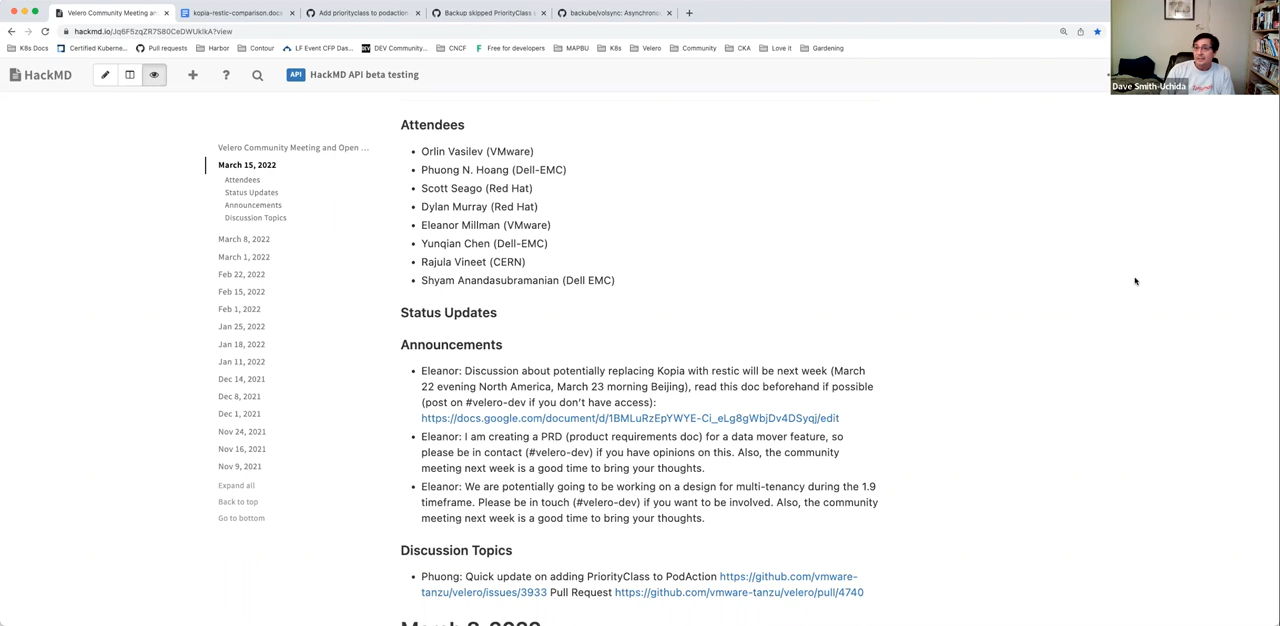 Velero Community Meeting an
kopia-restic-comparison.docx
Add priorityclass to podaction
Backup skipped PriorityClass
backube/volsync: Asynchrono
hackmd.io/Jq6F5zqZR7S80CeDWUklkA?view
K8s Docs
Certified Kuberne...
Pull requests
Harbor
Contour
LF Event CFP Das...
DEV Community...
CNCF
Free for developers
MAPBU
K8s
Velero
Community
CKA
Love it
Gardening
HackMD
API HackMD API beta testing
Dave Smith-Uchida
Velero Community Meeting and Open ...
March 15, 2022
Attendees
Status Updates
Announcements
Discussion Topics
March 8, 2022
March 1, 2022
Feb 22, 2022
Feb 15, 2022
Feb 1, 2022
Jan 25, 2022
Jan 18, 2022
Jan 11, 2022
Dec 14, 2021
Dec 8, 2021
Dec 1, 2021
Nov 24, 2021
Nov 16, 2021
Nov 9, 2021
Expand all
Back to top
Go to bottom
Attendees
• Orlin Vasilev (VMware)
• Phuong N. Hoang (Dell-EMC)
• Scott Seago (Red Hat)
• Dylan Murray (Red Hat)
• Eleanor Millman (VMware)
• Yunqian Chen (Dell-EMC)
• Rajula Vineet (CERN)
• Shyam Anandasubramanian (Dell EMC)
Status Updates
Announcements
• Eleanor: Discussion about potentially replacing Kopia with restic will be next week (March
22 evening North America, March 23 morning Beijing), read this doc beforehand if possible
(post on #velero-dev if you don't have access):
https://docs.google.com/document/d/1BMLuRzEpYWYE-Ci_eLg8gWbjDv4DSyqj/edit
• Eleanor: I am creating a PRD (product requirements doc) for a data mover feature, so
please be in contact (#velero-dev) if you have opinions on this. Also, the community
meeting next week is a good time to bring your thoughts.
• Eleanor: We are potentially going to be working on a design for multi-tenancy during the 1.9
timeframe. Please be in touch (#velero-dev) if you want to be involved. Also, the community
meeting next week is a good time to bring your thoughts.
Discussion Topics
• Phuong: Quick update on adding PriorityClass to PodAction https://github.com/vmware-
tanzu/velero/issues/3933 Pull Request https://github.com/vmware-tanzu/velero/pull/4740
March 8, 2022